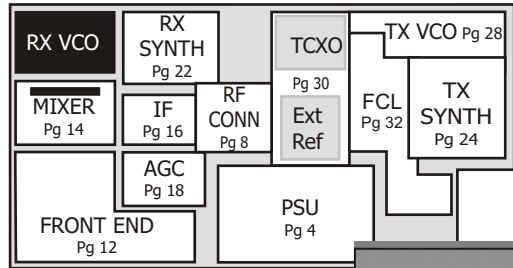 RX VCO
RX
SYNTH
Pg 22
TCXO
Pg 30
Ext
Ref
TX VCO Pg 28
MIXER
Pg 14
IF
Pg 16
RF
CONN
Pg 8
FCL
Pg 32
TX
SYNTH
Pg 24
AGC
Pg 18
FRONT END
Pg 12
PSU
Pg 4